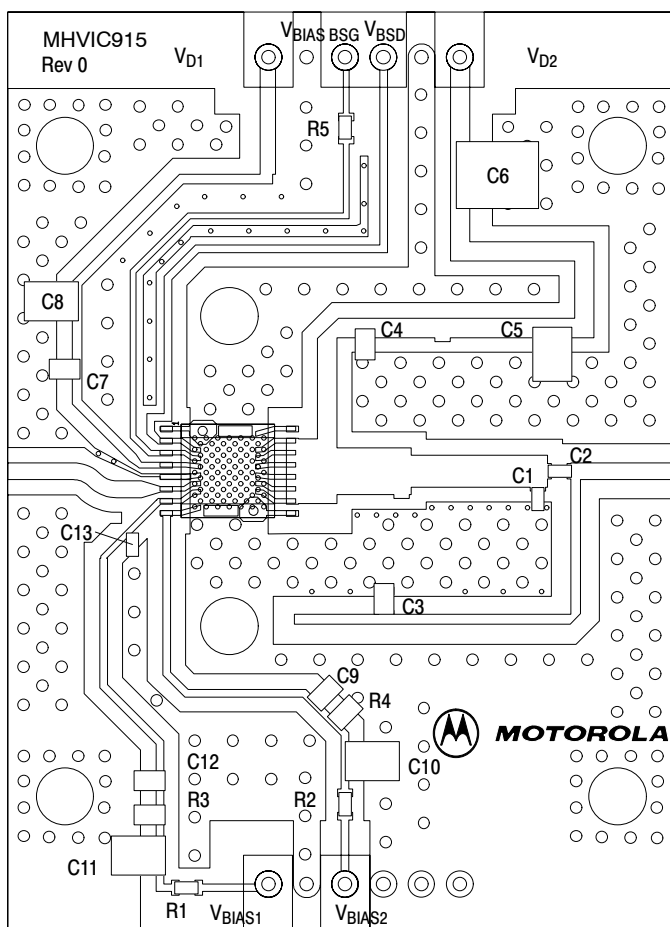 MHVIC915
Rev 0
VD1
VBIAS BSG
VBSD
VD2
R5
C6
C8
C7
C4
C5
C2
C1
C13
C3
C9
R4
MOTOROLA
C12
C10
R3
R2
C11
R1
VBIAS1
VBIAS2